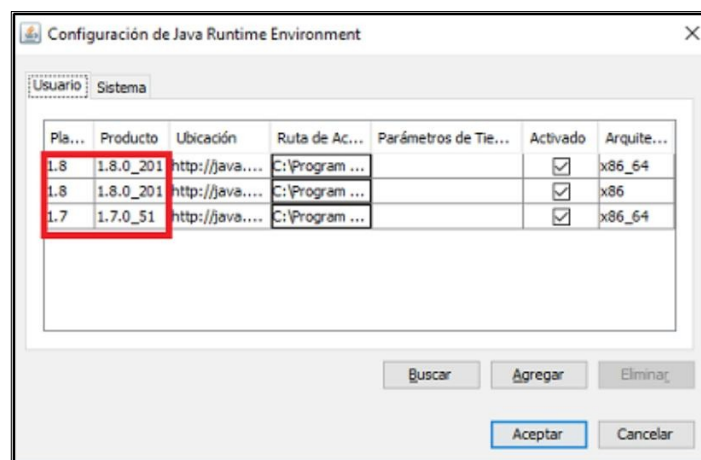 Configuración de Java Runtime Environment
Usuario Sistema
Pla... Producto Ubicación Ruta de Ac... Parámetros de Tie... Activado Arquite...
1.8 1.8.0_201 http://java.... C:\Program ... x86_64
1.8 1.8.0_201 http://java.... C:\Program ... x86
1.7 1.7.0_51 http://java.... C:\Program ... x86_64
Buscar Agregar Eliminar
Aceptar Cancelar